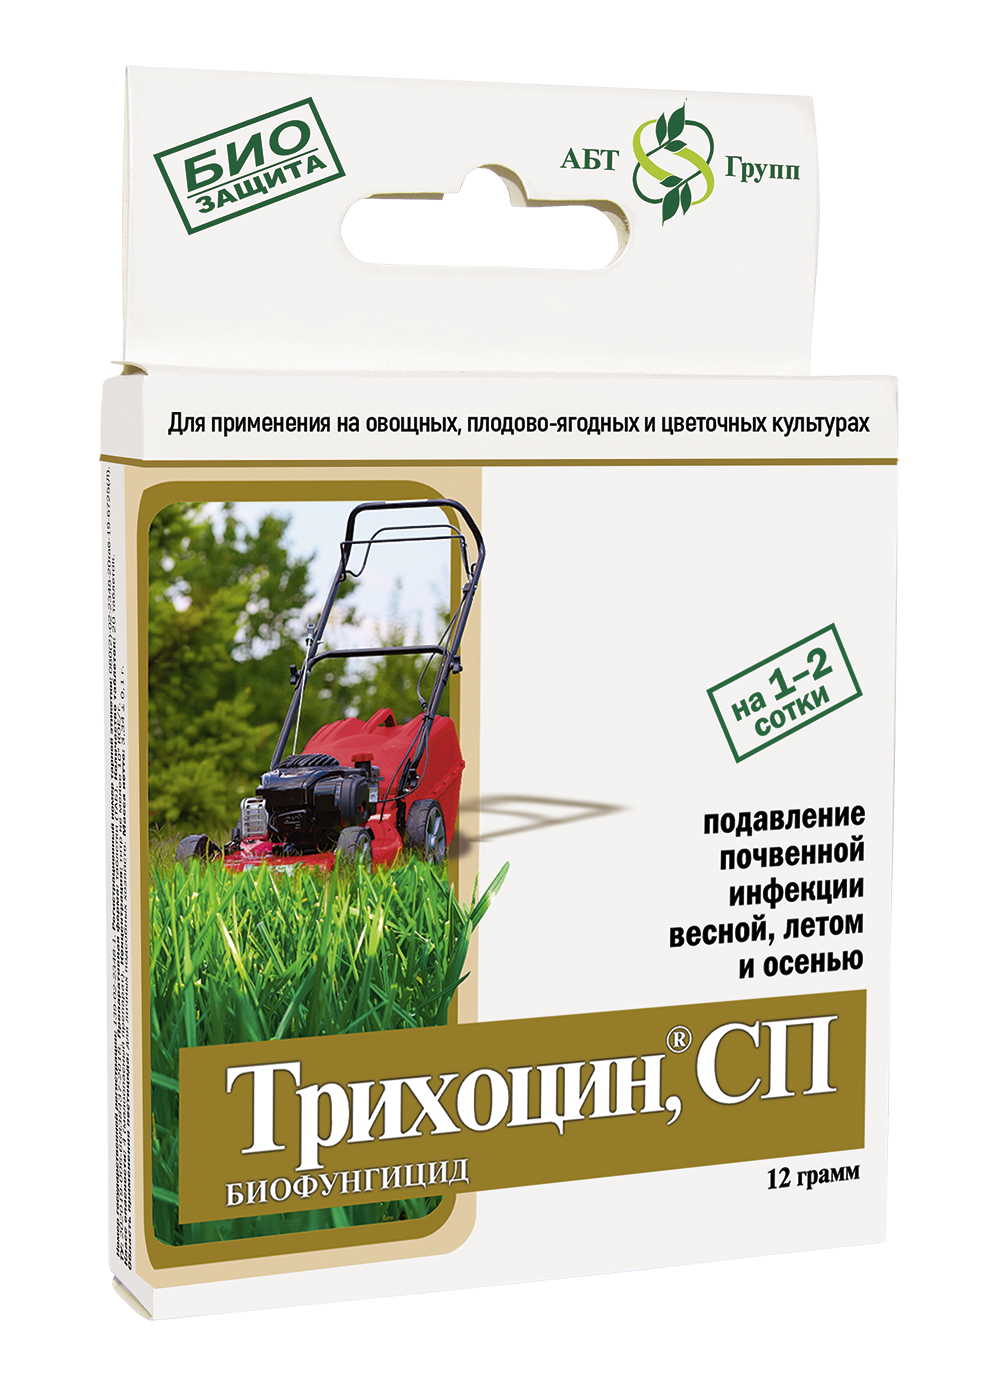 БИО
ЗАЩИТА
АБТ Групп
Для применения на овощных, плодово-ягодных и цветочных культурах
на 1–2
сотки
подавление
почвенной
инфекции
весной, летом
и осенью
Трихоцин,® СП
БИОФУНГИЦИД
12 грамм